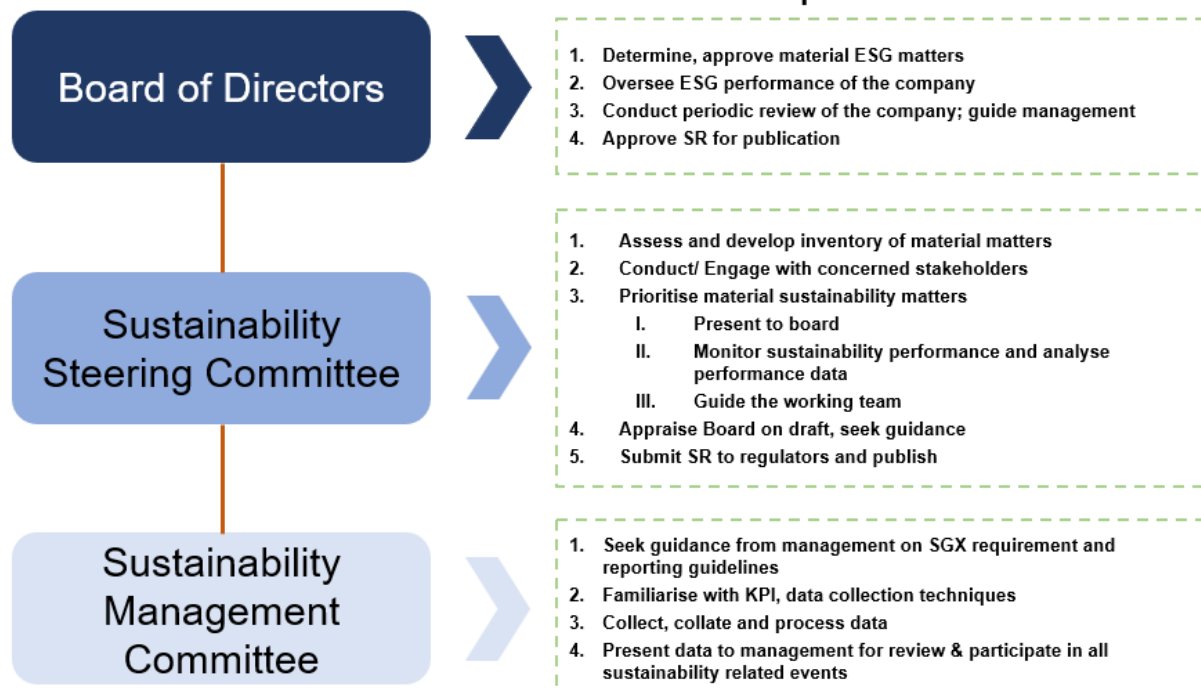 Board of Directors
1. Determine, approve material ESG matters
2. Oversee ESG performance of the company
3. Conduct periodic review of the company; guide management
4. Approve SR for publication
Sustainability
Steering Committee
1. Assess and develop inventory of material matters
2. Conduct/ Engage with concerned stakeholders
3. Prioritise material sustainability matters
I. Present to board
II. Monitor sustainability performance and analyse
performance data
III. Guide the working team
4. Appraise Board on draft, seek guidance
5. Submit SR to regulators and publish
Sustainability
Management
Committee
1. Seek guidance from management on SGX requirement and
reporting guidelines
2. Familiarise with KPI, data collection techniques
3. Collect, collate and process data
4. Present data to management for review & participate in all
sustainability related events